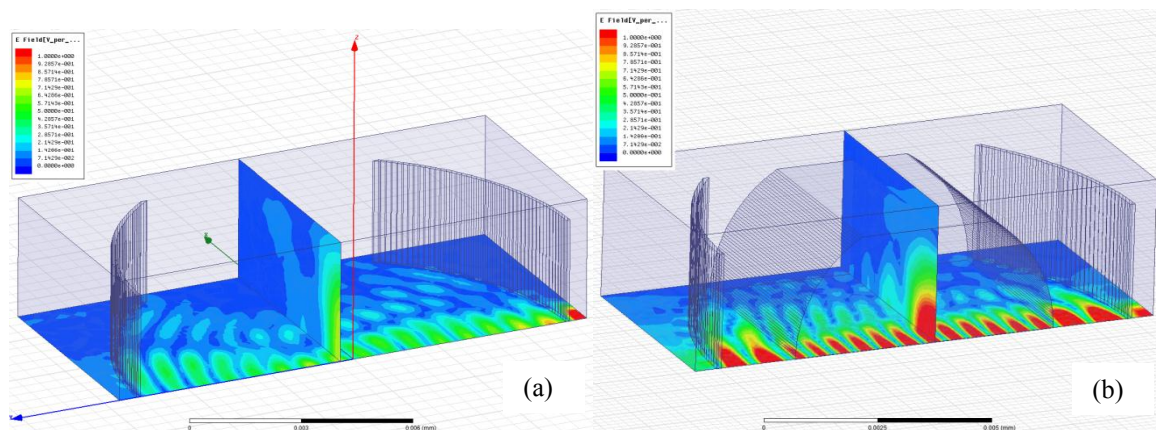 E Field[V_per_...
1.0000e+000
9.2857e-001
8.5714e-001
7.8571e-001
7.1429e-001
6.4286e-001
5.7143e-001
5.0000e-001
4.2857e-001
3.5714e-001
2.8571e-001
2.1429e-001
1.4286e-001
7.1429e-002
0.0000e+000
Z
(a)
0
0.003
0.006 (mm)
E Field[V_per_...
1.0000e+000
9.2857e-001
8.5714e-001
7.8571e-001
7.1429e-001
6.4286e-001
5.7143e-001
5.0000e-001
4.2857e-001
3.5714e-001
2.8571e-001
2.1429e-001
1.4286e-001
7.1429e-002
0.0000e+000
(b)
0
0.0025
0.005 (mm)